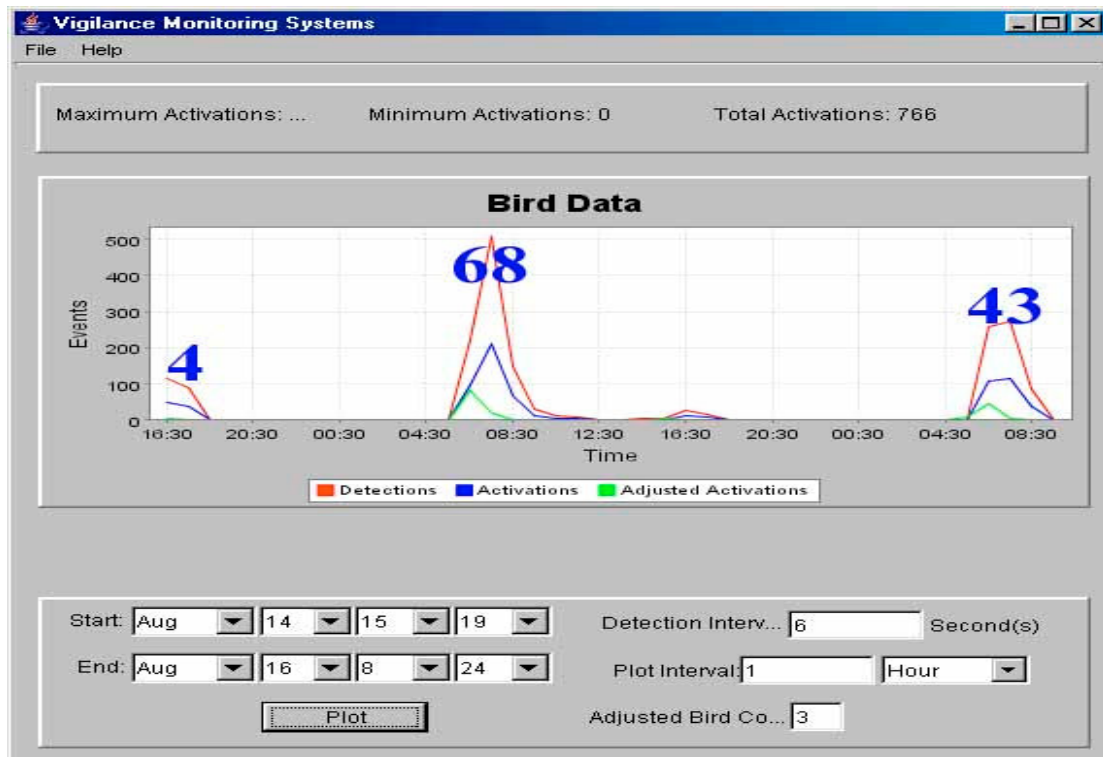 Vigilance Monitoring Systems
File Help
Maximum Activations: ... Minimum Activations: 0 Total Activations: 766
Bird Data
500
400
300
200
100
0
Events
4
68
43
16:30 20:30 00:30 04:30 08:30 12:30 16:30 20:30 00:30 04:30 08:30
Time
Detections Activations Adjusted Activations
Start: Aug 14 15 19 Detection Interv... 6 Second(s)
End: Aug 16 8 24 Plot Interval: 1 Hour
Plot Adjusted Bird Co... 3